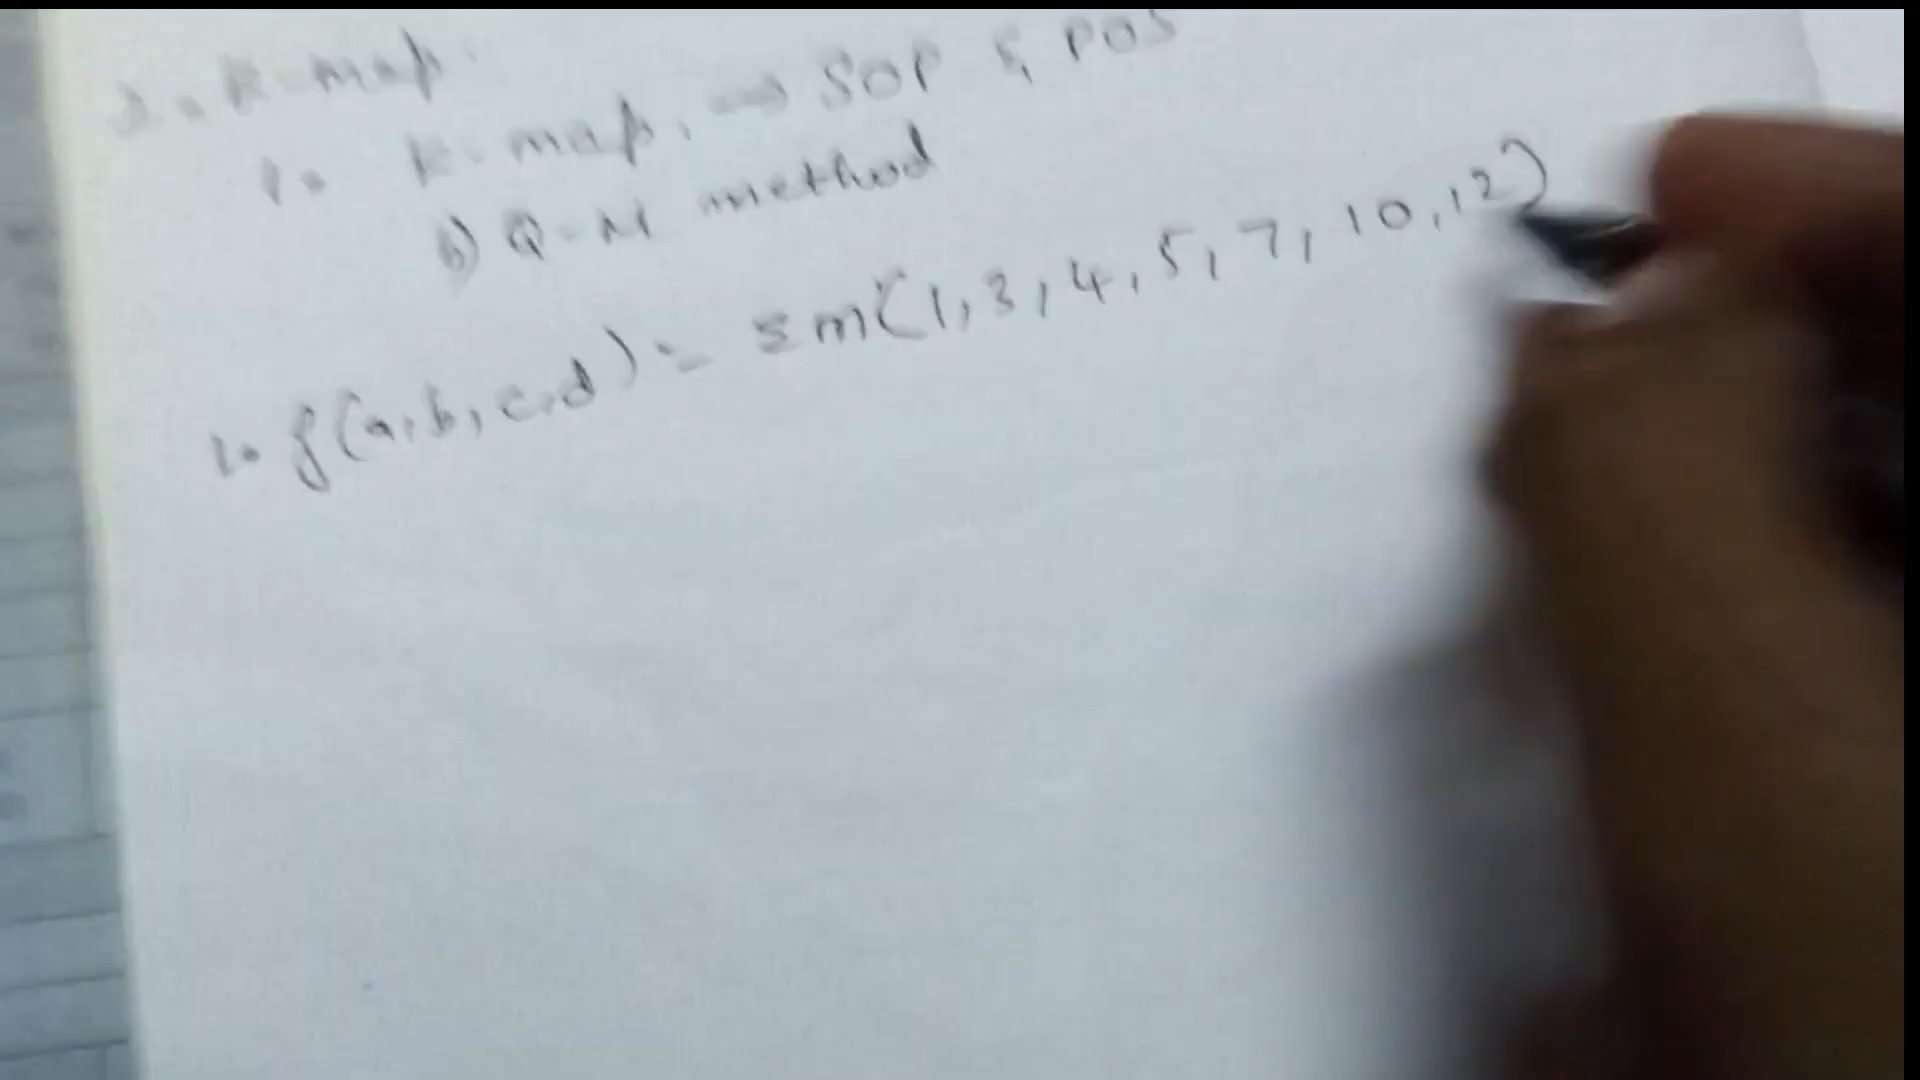 2. K-map.
1. K-map. => SOP & POS
b) Q-M method
1. f(a,b,c,d) = Σm(1,3,4,5,7,10,12)